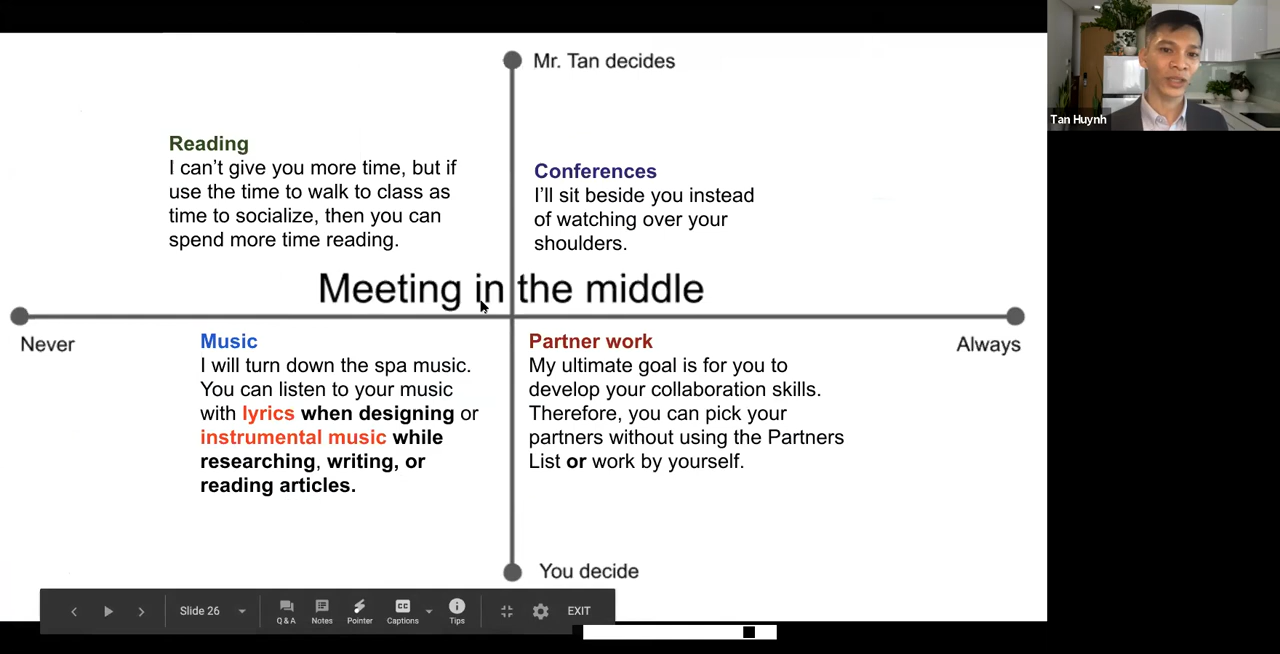 Mr. Tan decides
Tan Huynh
Reading
I can’t give you more time, but if
use the time to walk to class as
time to socialize, then you can
spend more time reading.
Conferences
I’ll sit beside you instead
of watching over your
shoulders.
Meeting in the middle
Never
Always
Music
I will turn down the spa music.
You can listen to your music
with lyrics when designing or
instrumental music while
researching, writing, or
reading articles.
Partner work
My ultimate goal is for you to
develop your collaboration skills.
Therefore, you can pick your
partners without using the Partners
List or work by yourself.
You decide
Slide 26
Q & A
Notes
Pointer
CC
Captions
Tips
EXIT